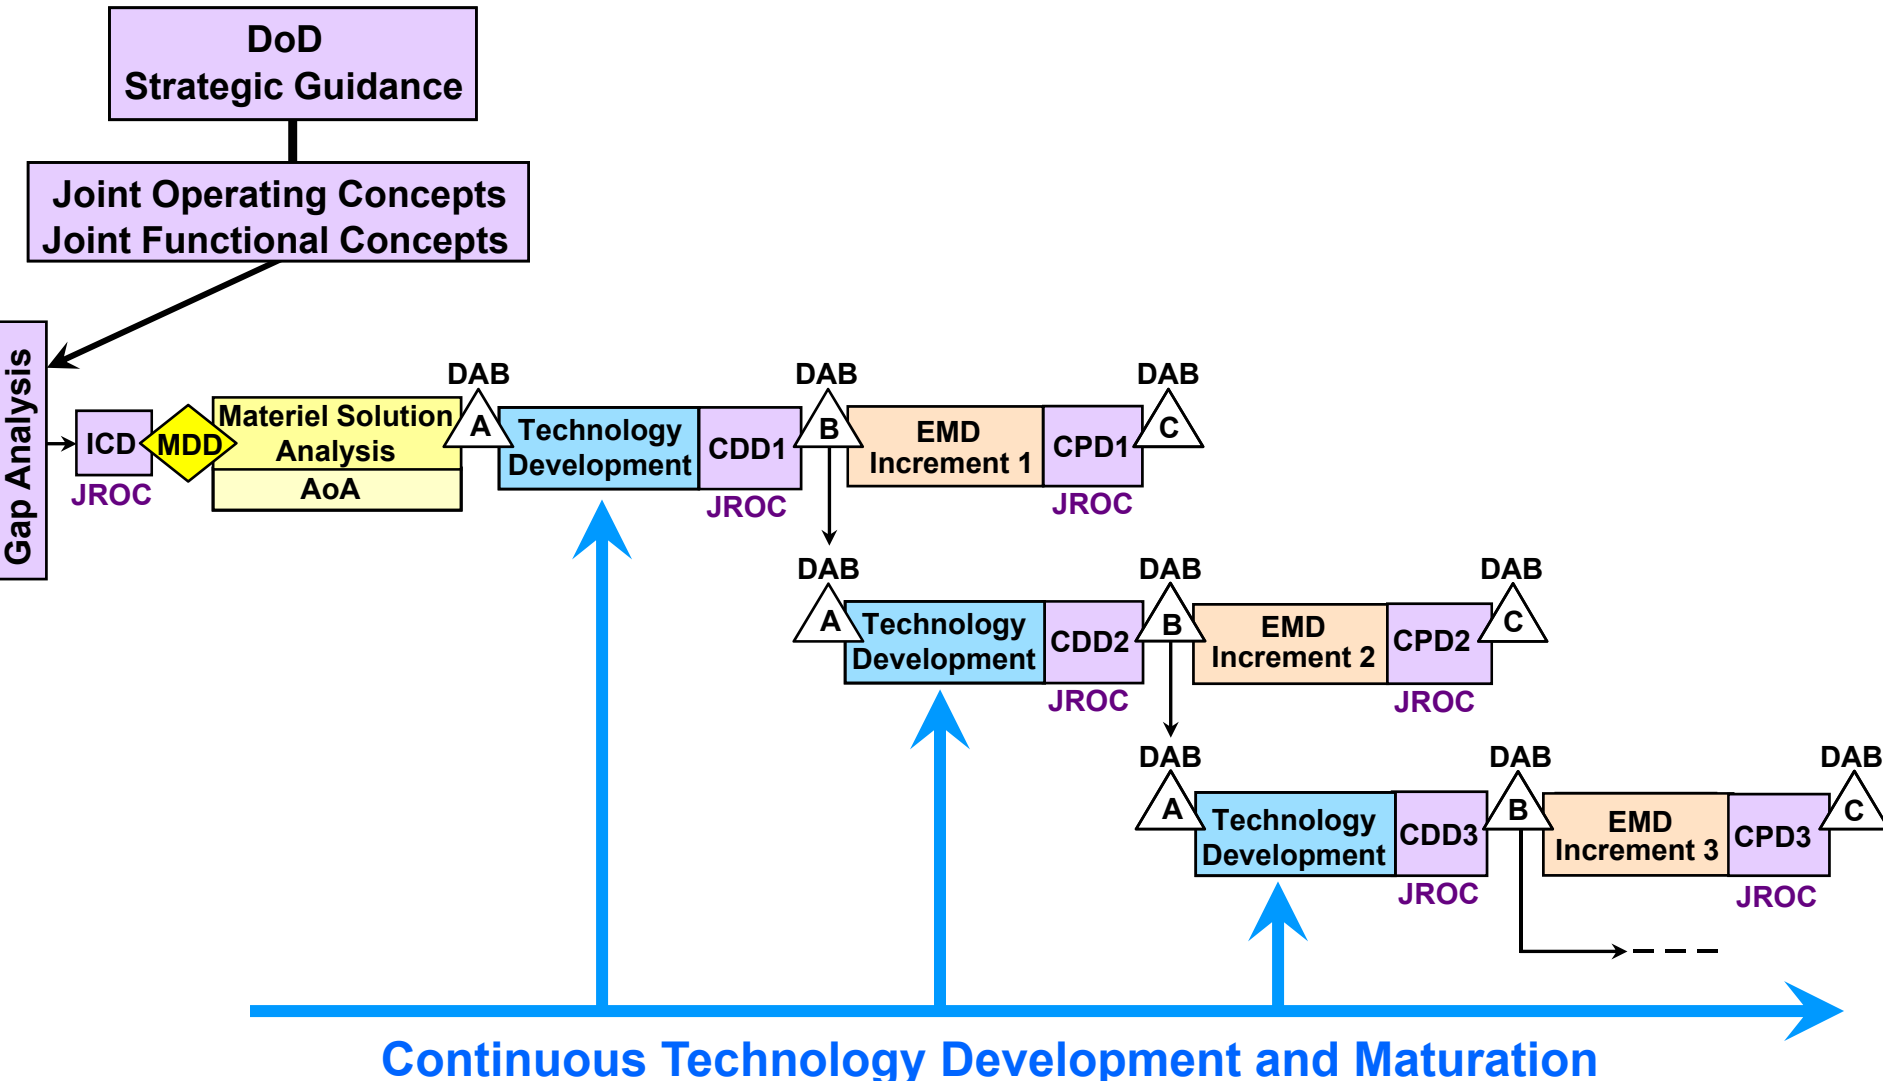 DoD
Strategic Guidance
Joint Operating Concepts
Joint Functional Concepts
Gap Analysis
ICD
JROC
MDD
Materiel Solution
Analysis
AoA
DAB
A
Technology
Development
CDD1
JROC
DAB
B
EMD
Increment 1
CPD1
JROC
DAB
C
DAB
A
Technology
Development
CDD2
JROC
DAB
B
EMD
Increment 2
CPD2
JROC
DAB
C
DAB
A
Technology
Development
CDD3
JROC
DAB
B
EMD
Increment 3
CPD3
JROC
DAB
C
Continuous Technology Development and Maturation